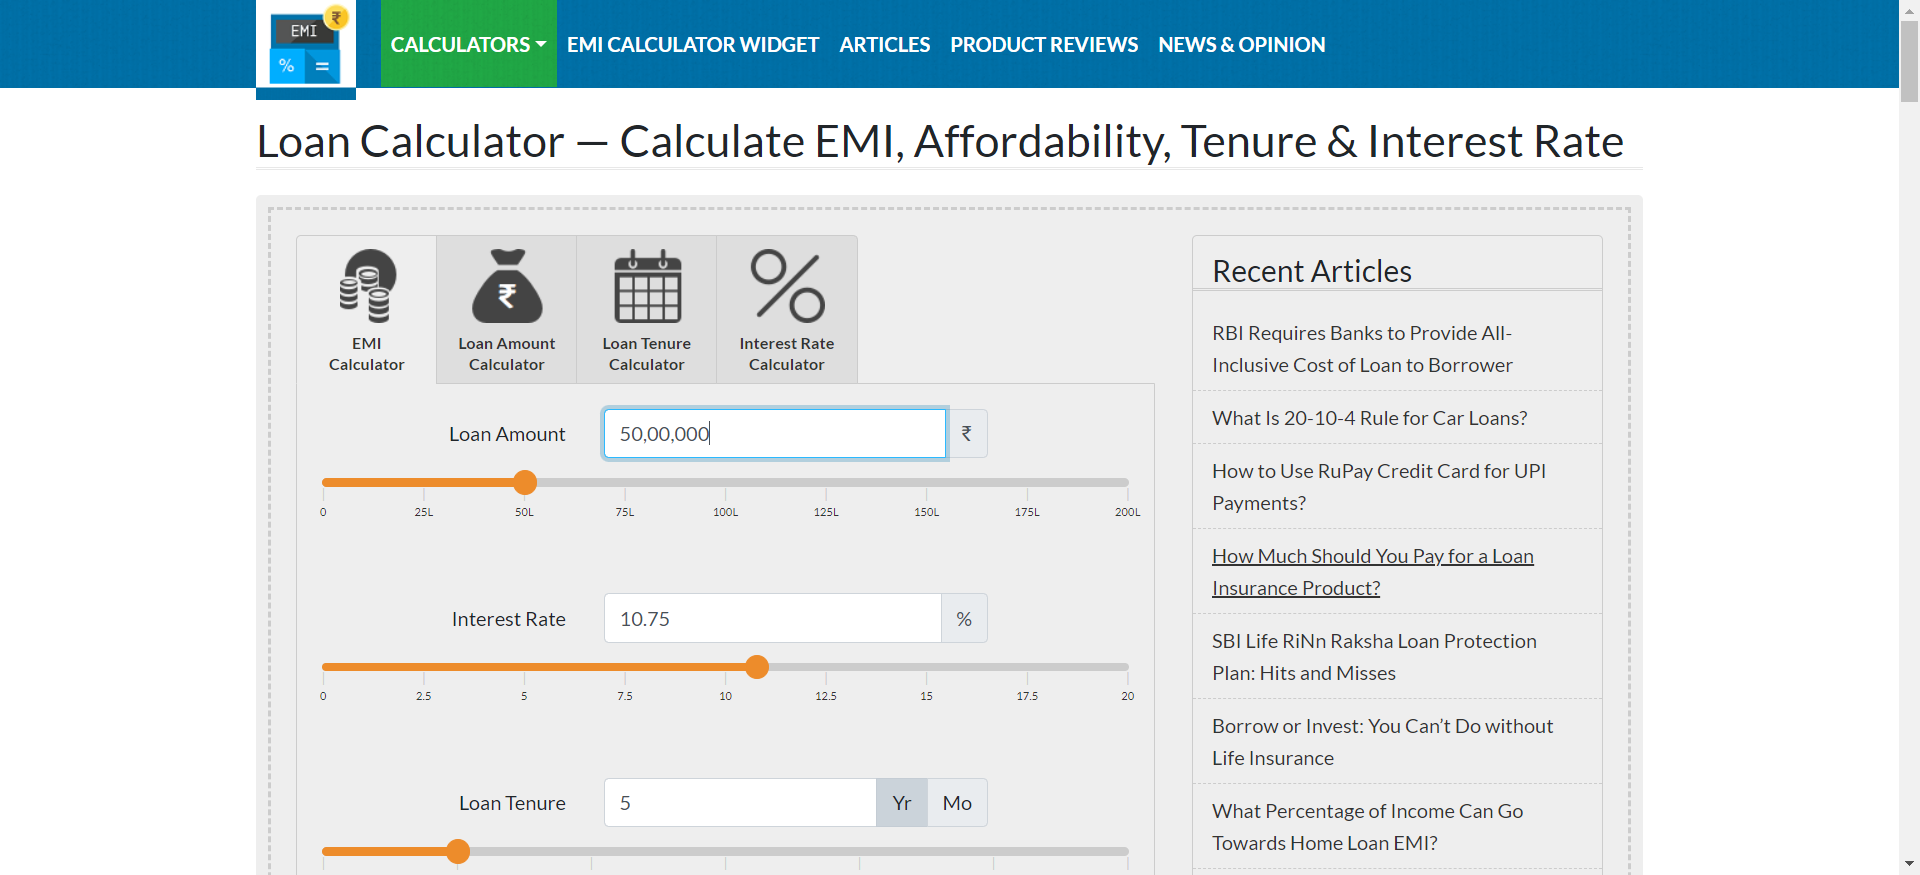 EMI
₹
%
=
CALCULATORS
EMI CALCULATOR WIDGET
ARTICLES
PRODUCT REVIEWS
NEWS & OPINION
Loan Calculator — Calculate EMI, Affordability, Tenure & Interest Rate
EMI
Calculator
₹
Loan Amount
Calculator
Loan Tenure
Calculator
Interest Rate
Calculator
Loan Amount
50,00,000
₹
0 25L 50L 75L 100L 125L 150L 175L 200L
Interest Rate
10.75
%
0 2.5 5 7.5 10 12.5 15 17.5 20
Loan Tenure
5
Yr
Mo
Recent Articles
RBI Requires Banks to Provide All-
Inclusive Cost of Loan to Borrower
What Is 20-10-4 Rule for Car Loans?
How to Use RuPay Credit Card for UPI
Payments?
How Much Should You Pay for a Loan
Insurance Product?
SBI Life RiNn Raksha Loan Protection
Plan: Hits and Misses
Borrow or Invest: You Can’t Do without
Life Insurance
What Percentage of Income Can Go
Towards Home Loan EMI?